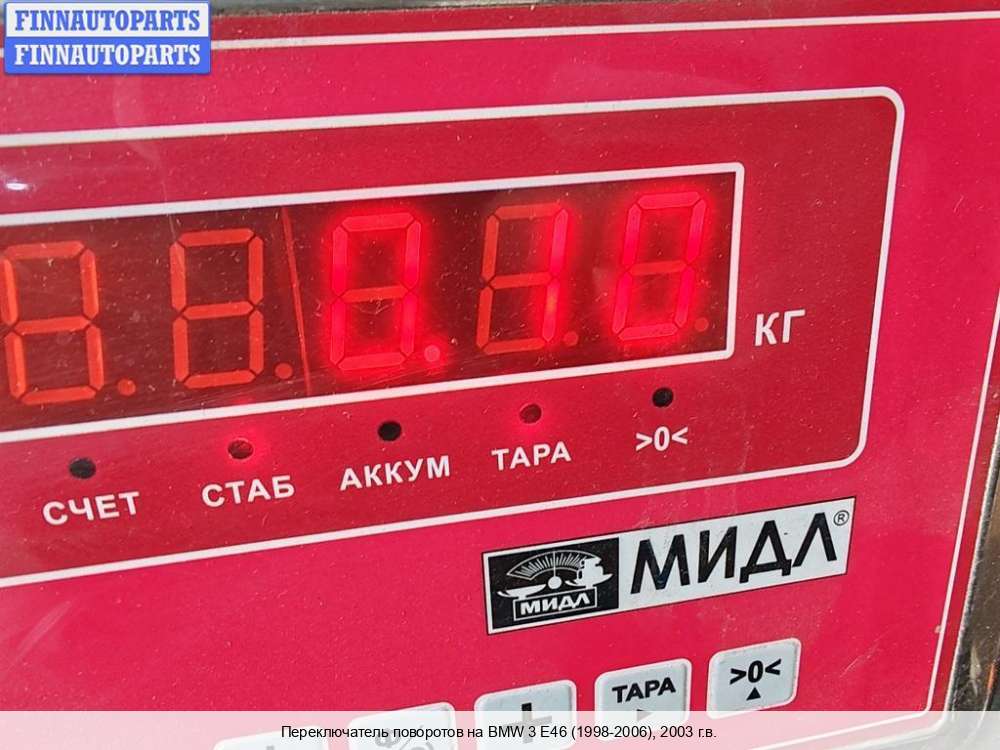 FINNAUTOPARTS
FINNAUTOPARTS
0.10
КГ
СЧЕТ
СТАБ
АККУМ
ТАРА
>0<
МИДЛ
МИДЛ®
ТАРА
>0<
+
Переключатель поворотов на BMW 3 E46 (1998-2006), 2003 г.в.